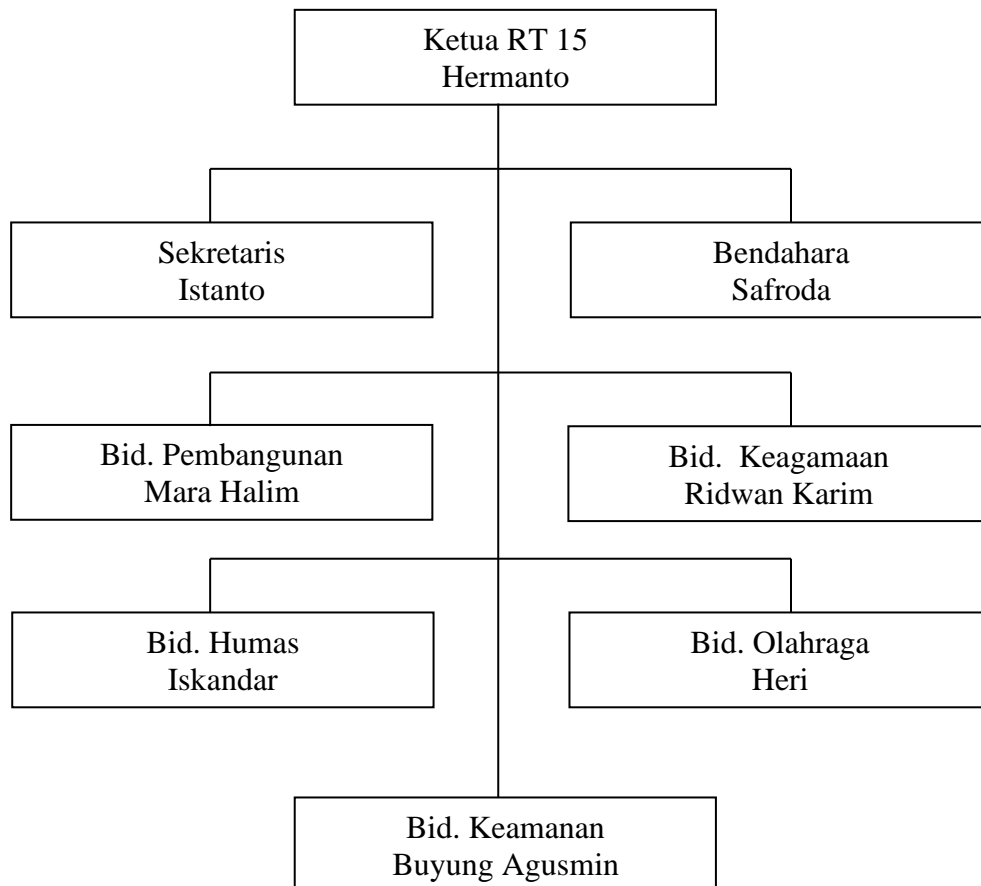 Ketua RT 15
Hermanto
Sekretaris
Istanto
Bendahara
Safroda
Bid. Pembangunan
Mara Halim
Bid.  Keagamaan
Ridwan Karim
Bid. Humas
Iskandar
Bid. Olahraga
Heri
Bid. Keamanan
Buyung Agusmin